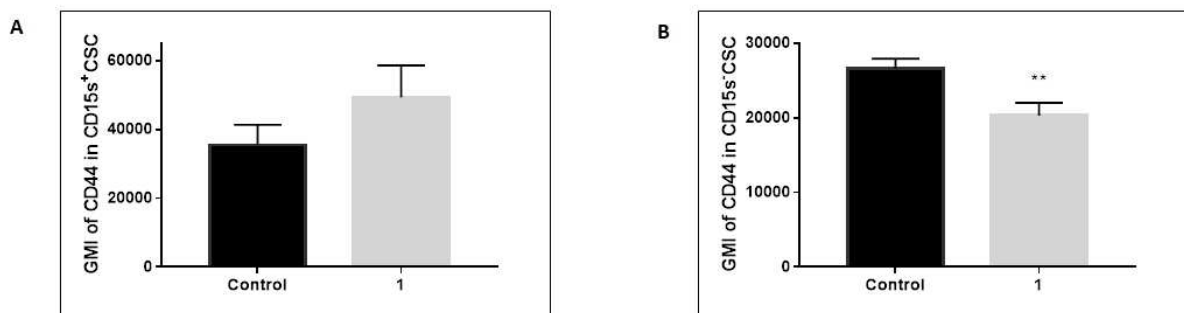 A
GMI of CD44 in CD15s⁺CSC
60000
40000
20000
0
Control
1
B
GMI of CD44 in CD15s⁻CSC
30000
20000
10000
0
**
Control
1